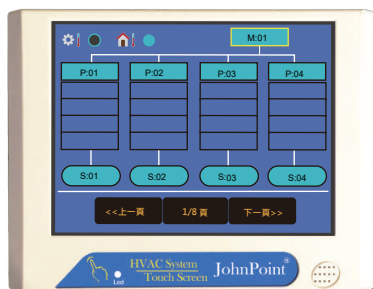 M:01
P:01 P:02 P:03 P:04
S:01 S:02 S:03 S:04
<<上一頁 1/8 頁 下一頁>>
HVAC System
Touch Screen
JohnPoint®
Led